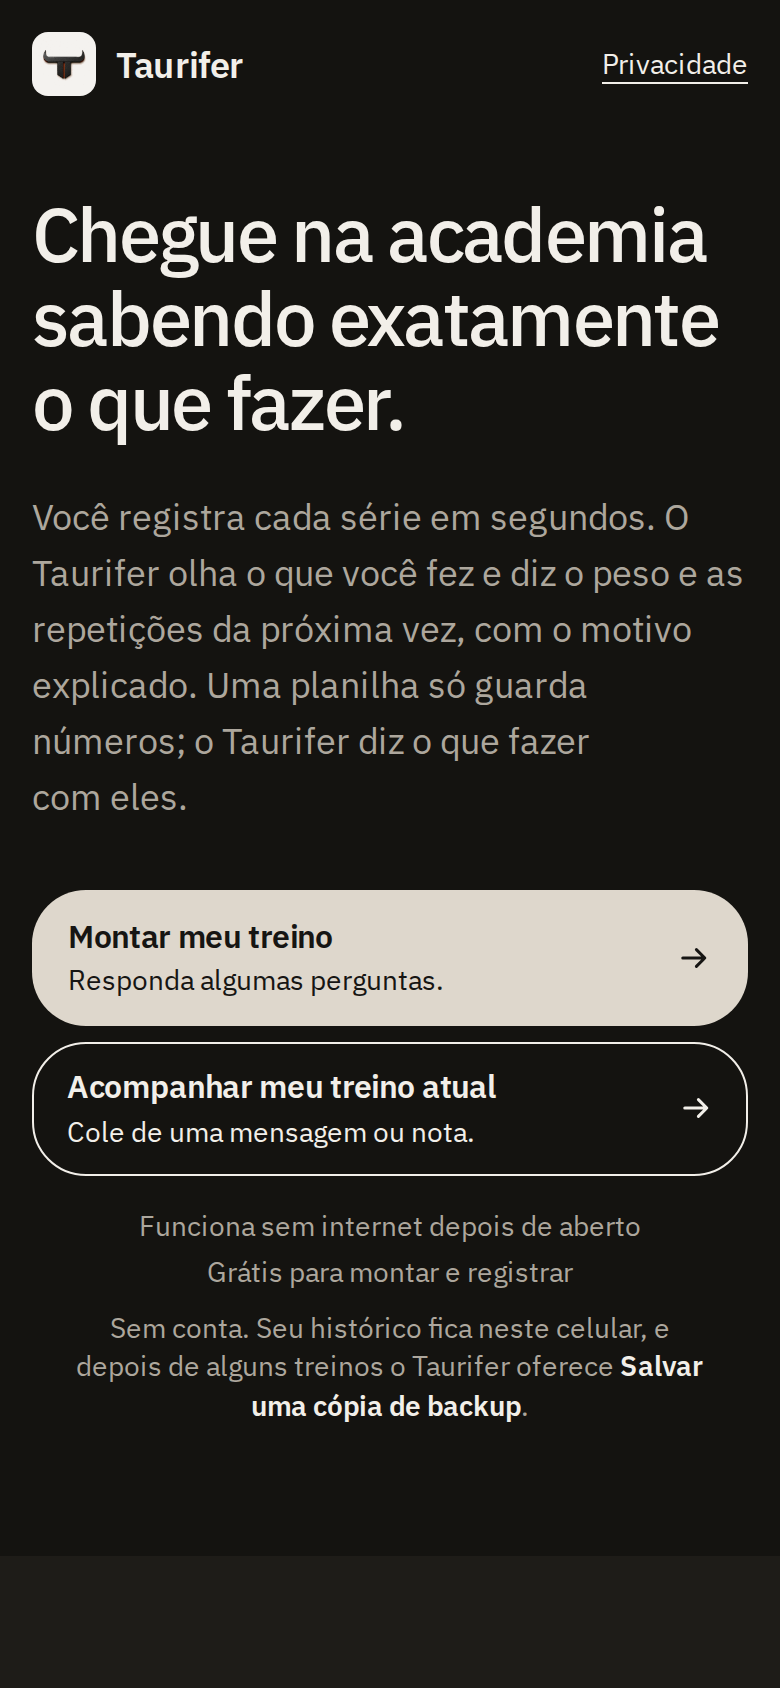 Taurifer
Privacidade
Chegue na academia
sabendo exatamente
o que fazer.
Você registra cada série em segundos. O
Taurifer olha o que você fez e diz o peso e as
repetições da próxima vez, com o motivo
explicado. Uma planilha só guarda
números; o Taurifer diz o que fazer
com eles.
Montar meu treino
Responda algumas perguntas.
Acompanhar meu treino atual
Cole de uma mensagem ou nota.
Funciona sem internet depois de aberto
Grátis para montar e registrar
Sem conta. Seu histórico fica neste celular, e
depois de alguns treinos o Taurifer oferece Salvar
uma cópia de backup.